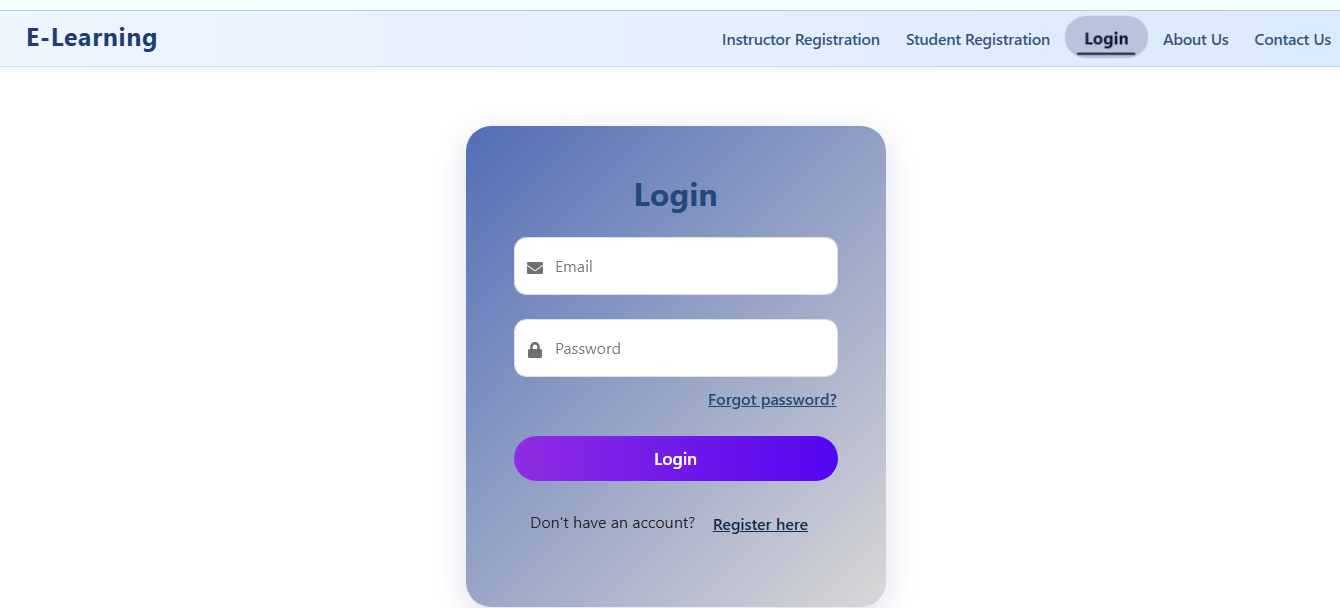 E-Learning
Instructor Registration Student Registration Login About Us Contact Us
Login
Email
Password
Forgot password?
Login
Don't have an account? Register here